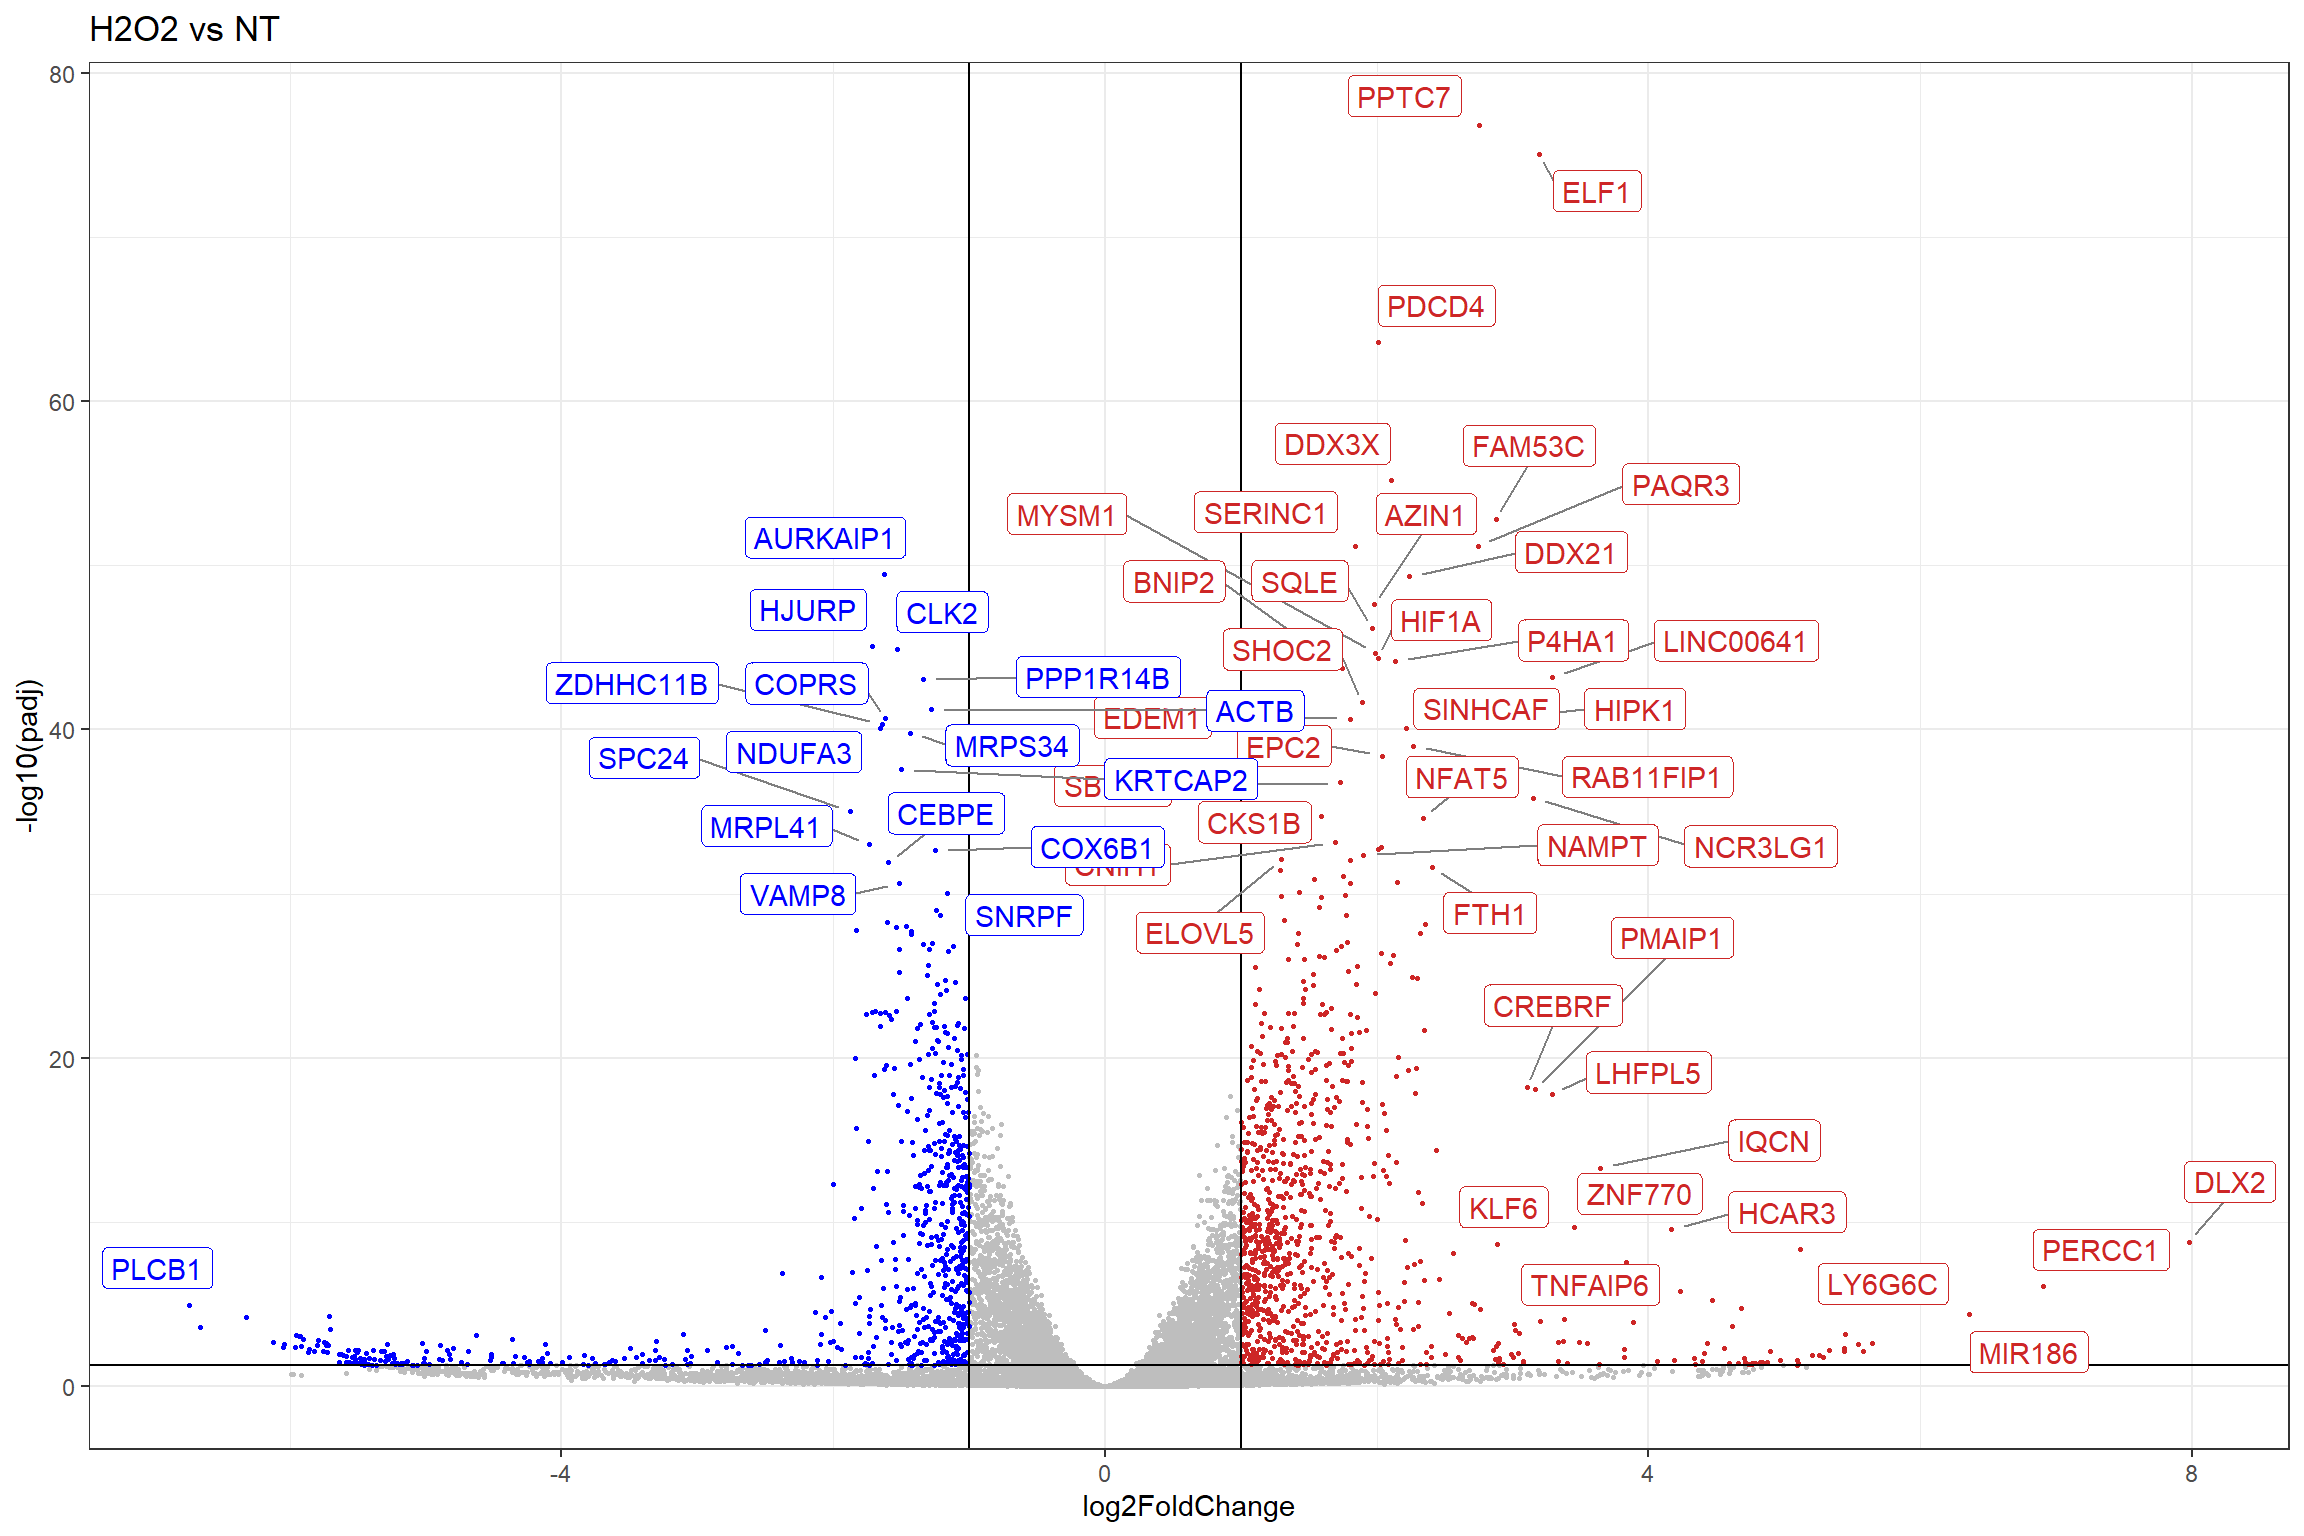 H2O2 vs NT
80
PPTC7
ELF1
PDCD4
60
DDX3X
FAM53C
PAQR3
MYSM1
SERINC1
AZIN1
AURKAIP1
DDX21
BNIP2
SQLE
HJURP
CLK2
HIF1A
P4HA1
LINC00641
SHOC2
ZDHHC11B
COPRS
PPP1R14B
EDEM1
ACTB
SINHCAF
HIPK1
40
SPC24
NDUFA3
MRPS34
EPC2
KRTCAP2
NFAT5
RAB11FIP1
MRPL41
CEBPE
CKS1B
COX6B1
NAMPT
NCR3LG1
VAMP8
SNRPF
ELOVL5
FTH1
PMAIP1
CREBRF
20
LHFPL5
IQCN
ZNF770
KLF6
HCAR3
DLX2
PERCC1
PLCB1
TNFAIP6
LY6G6C
MIR186
0
-4
0
4
8
log2FoldChange
-log10(padj)